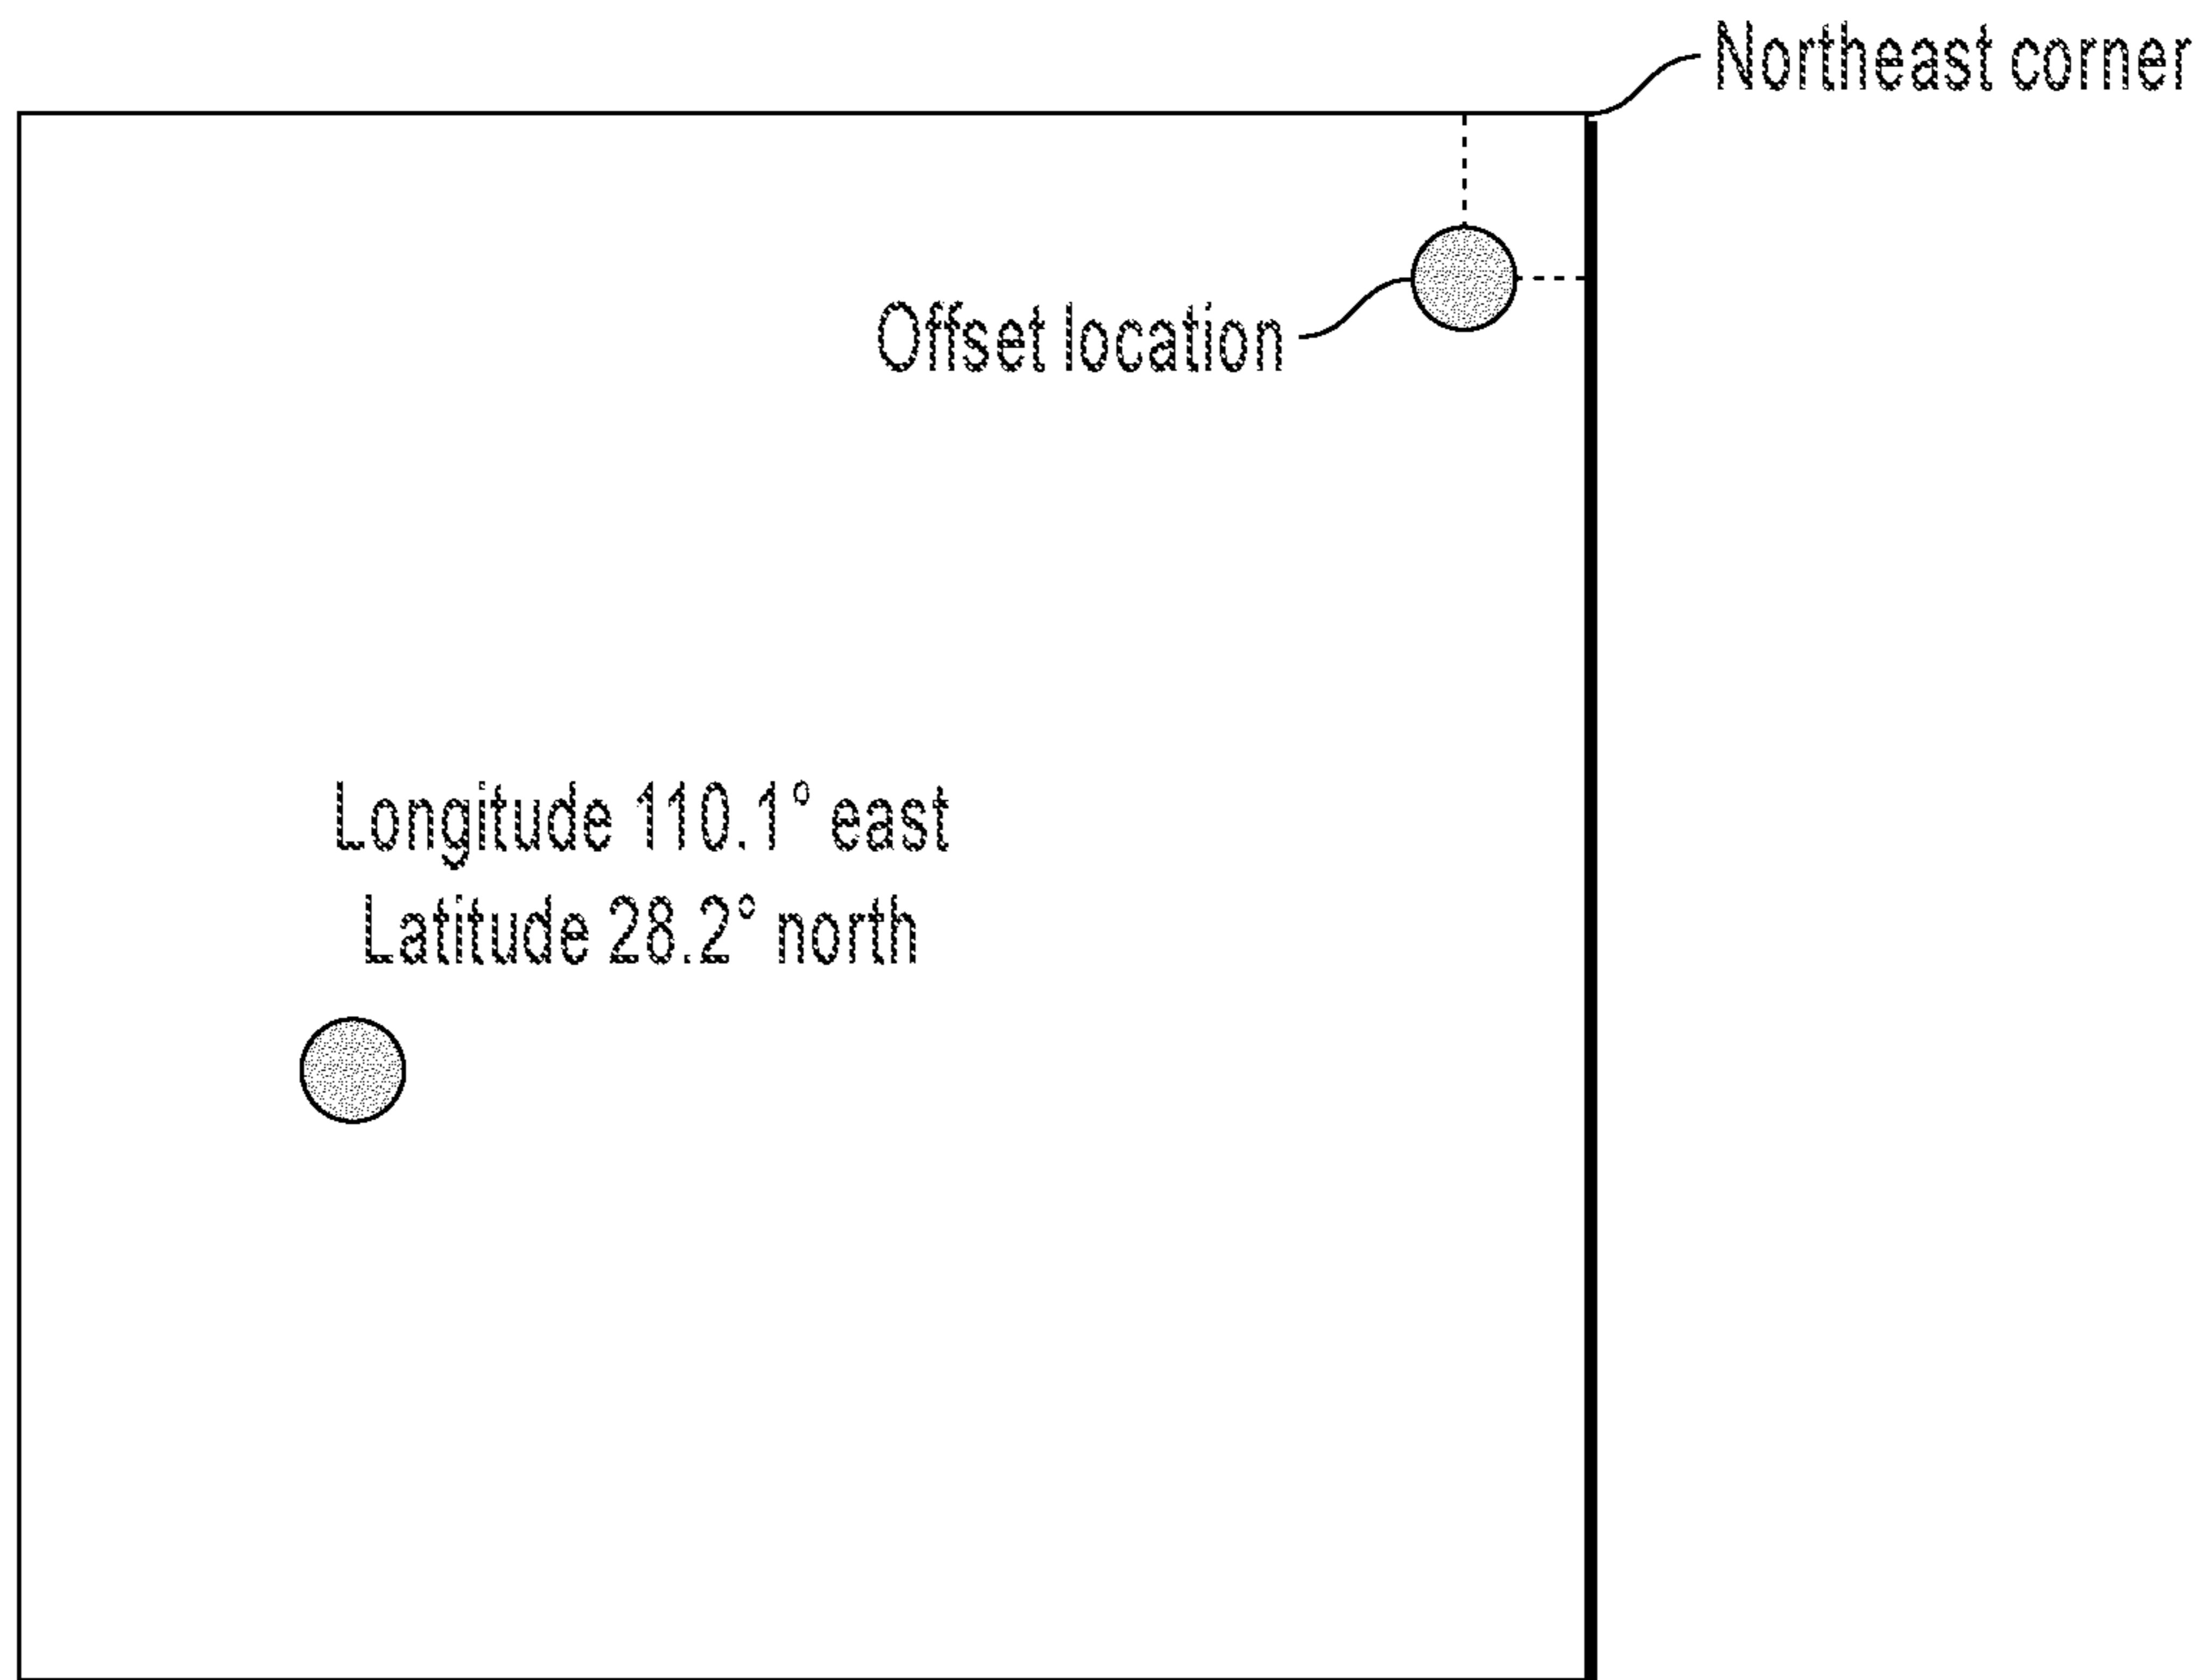 Northeast corner
Offset location
Longitude 110.1° east
Latitude 28.2° north